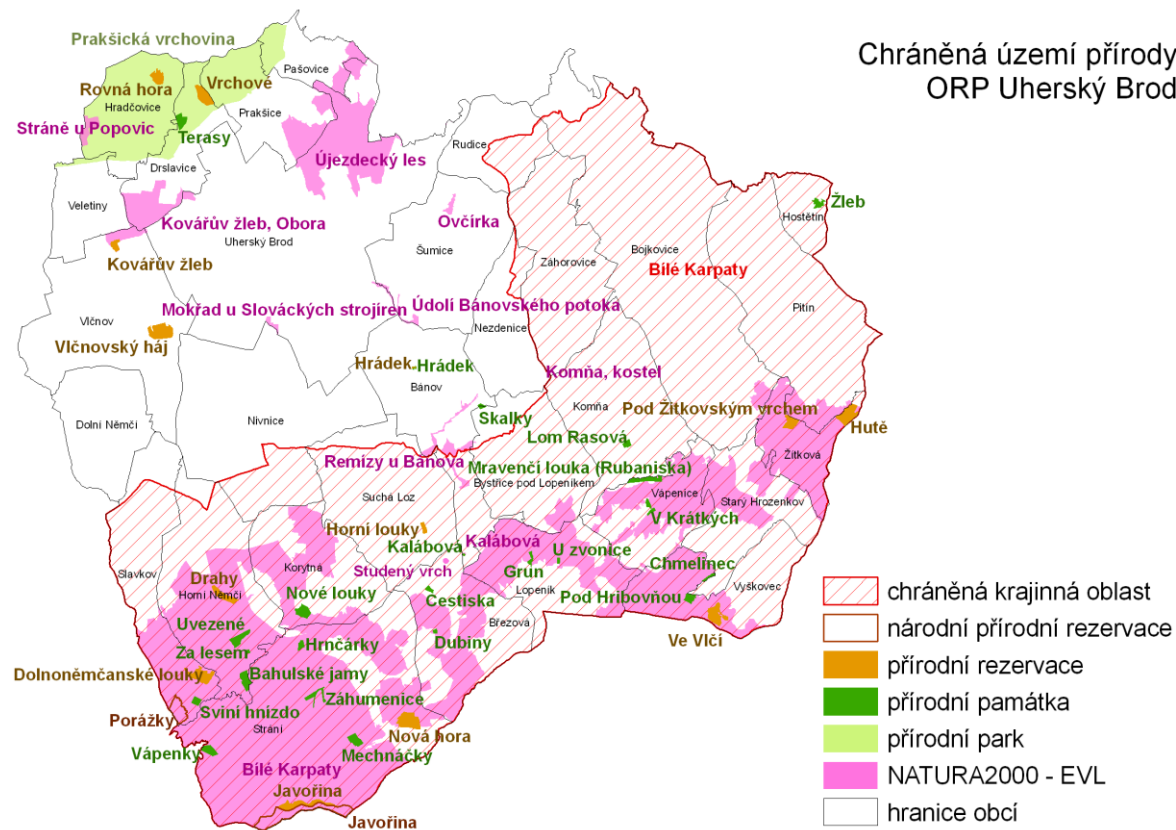 Chráněná území přírody
ORP Uherský Brod
Prakšická vrchovina
Pašovice
Rovná hora
Vrchové
Hradčovice
Prakšice
Stráně u Popovic
Terasy
Rudice
Újezdecký les
Drslavice
Veletiny
Žleb
Hostětín
Ovčírka
Kovářův žleb, Obora
Uherský Brod
Šumice
Bojkovice
Kovářův žleb
Záhorovice
Bílé Karpaty
Mokřad u Slováckých strojíren
Údolí Bánovského potoka
Pitín
Vlčnov
Nezdenice
Vlčnovský háj
Hrádek
Hrádek
Komňa, kostel
Bánov
Dolní Němčí
Nivnice
Skalky
Komňa
Pod Žitkovským vrchem
Hutě
Lom Rasová
Žítková
Remízy u Bánova
Mravenčí louka (Rubaniska)
Bystřice pod Lopeníkem
Suchá Loz
Vápenice
Starý Hrozenkov
V Krátkých
Horní louky
Kalábová
Kalábová
U zvonice
Slavkov
Korytná
Studený vrch
Grun
Chmelinec
Drahy
Horní Němčí
Nové louky
Čestiska
Lopeník
Pod Hribovňou
Vyškovec
Březová
Uvezené
Ve Vlčí
Za lesem
Hrnčárky
Dubiny
Dolnoněmčanské louky
Bahulské jamy
Záhumenice
Sviní hnízdo
Porážky
Strání
Nová hora
Vápenky
Mechnáčky
Bílé Karpaty
Javořina
Javořina
chráněná krajinná oblast
národní přírodní rezervace
přírodní rezervace
přírodní památka
přírodní park
NATURA2000 - EVL
hranice obcí